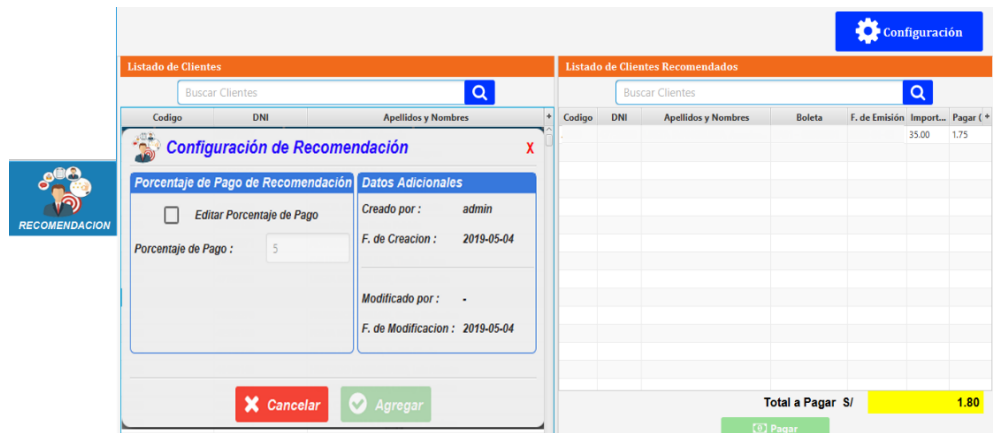 Configuración
Listado de Clientes
Buscar Clientes
Codigo DNI Apellidos y Nombres +
Configuración de Recomendación X
Porcentaje de Pago de Recomendación
Editar Porcentaje de Pago
Porcentaje de Pago : 5
Datos Adicionales
Creado por : admin
F. de Creacion : 2019-05-04
Modificado por : -
F. de Modificacion : 2019-05-04
Cancelar Agregar
RECOMENDACION
Listado de Clientes Recomendados
Buscar Clientes
Codigo DNI Apellidos y Nombres Boleta F. de Emisión Import... Pagar ( +
. 35.00 1.75
Total a Pagar S/ 1.80
Pagar